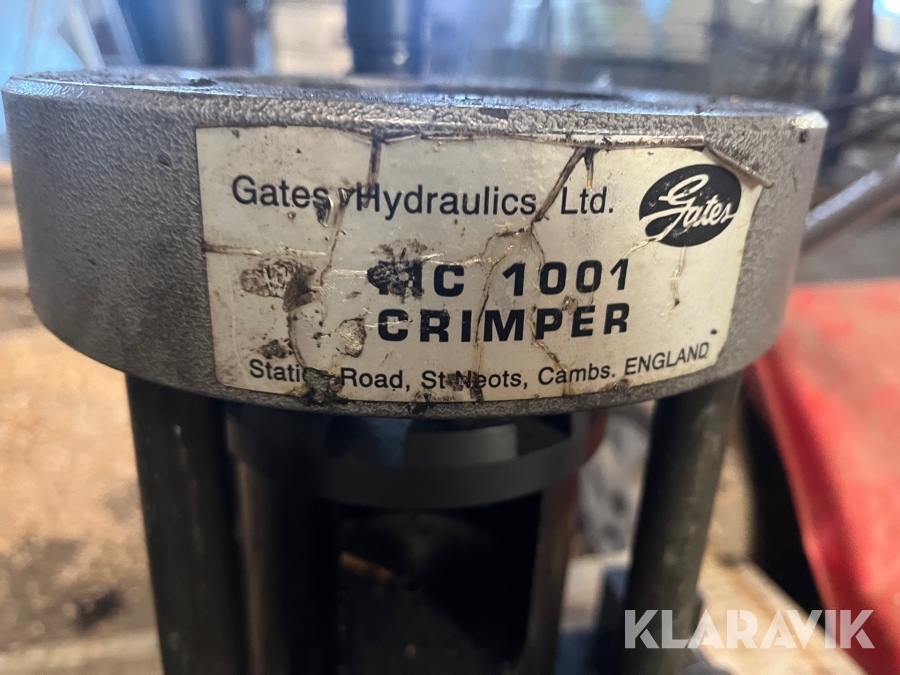 Gates Hydraulics Ltd.
Gates
1001
CRIMPER
Station Road, St Neots, Cambs. ENGLAND
KLARAVIK